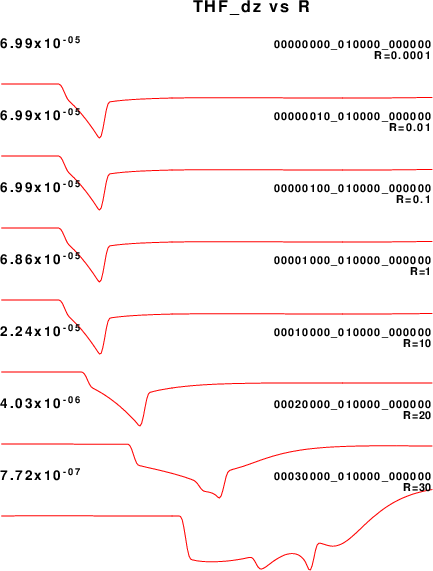 THF_dz vs R
6.99x10^-05 00000000_010000_000000
R=0.0001
6.99x10^-05 00000010_010000_000000
R=0.01
6.99x10^-05 00000100_010000_000000
R=0.1
6.86x10^-05 00001000_010000_000000
R=1
2.24x10^-05 00010000_010000_000000
R=10
4.03x10^-06 00020000_010000_000000
R=20
7.72x10^-07 00030000_010000_000000
R=30